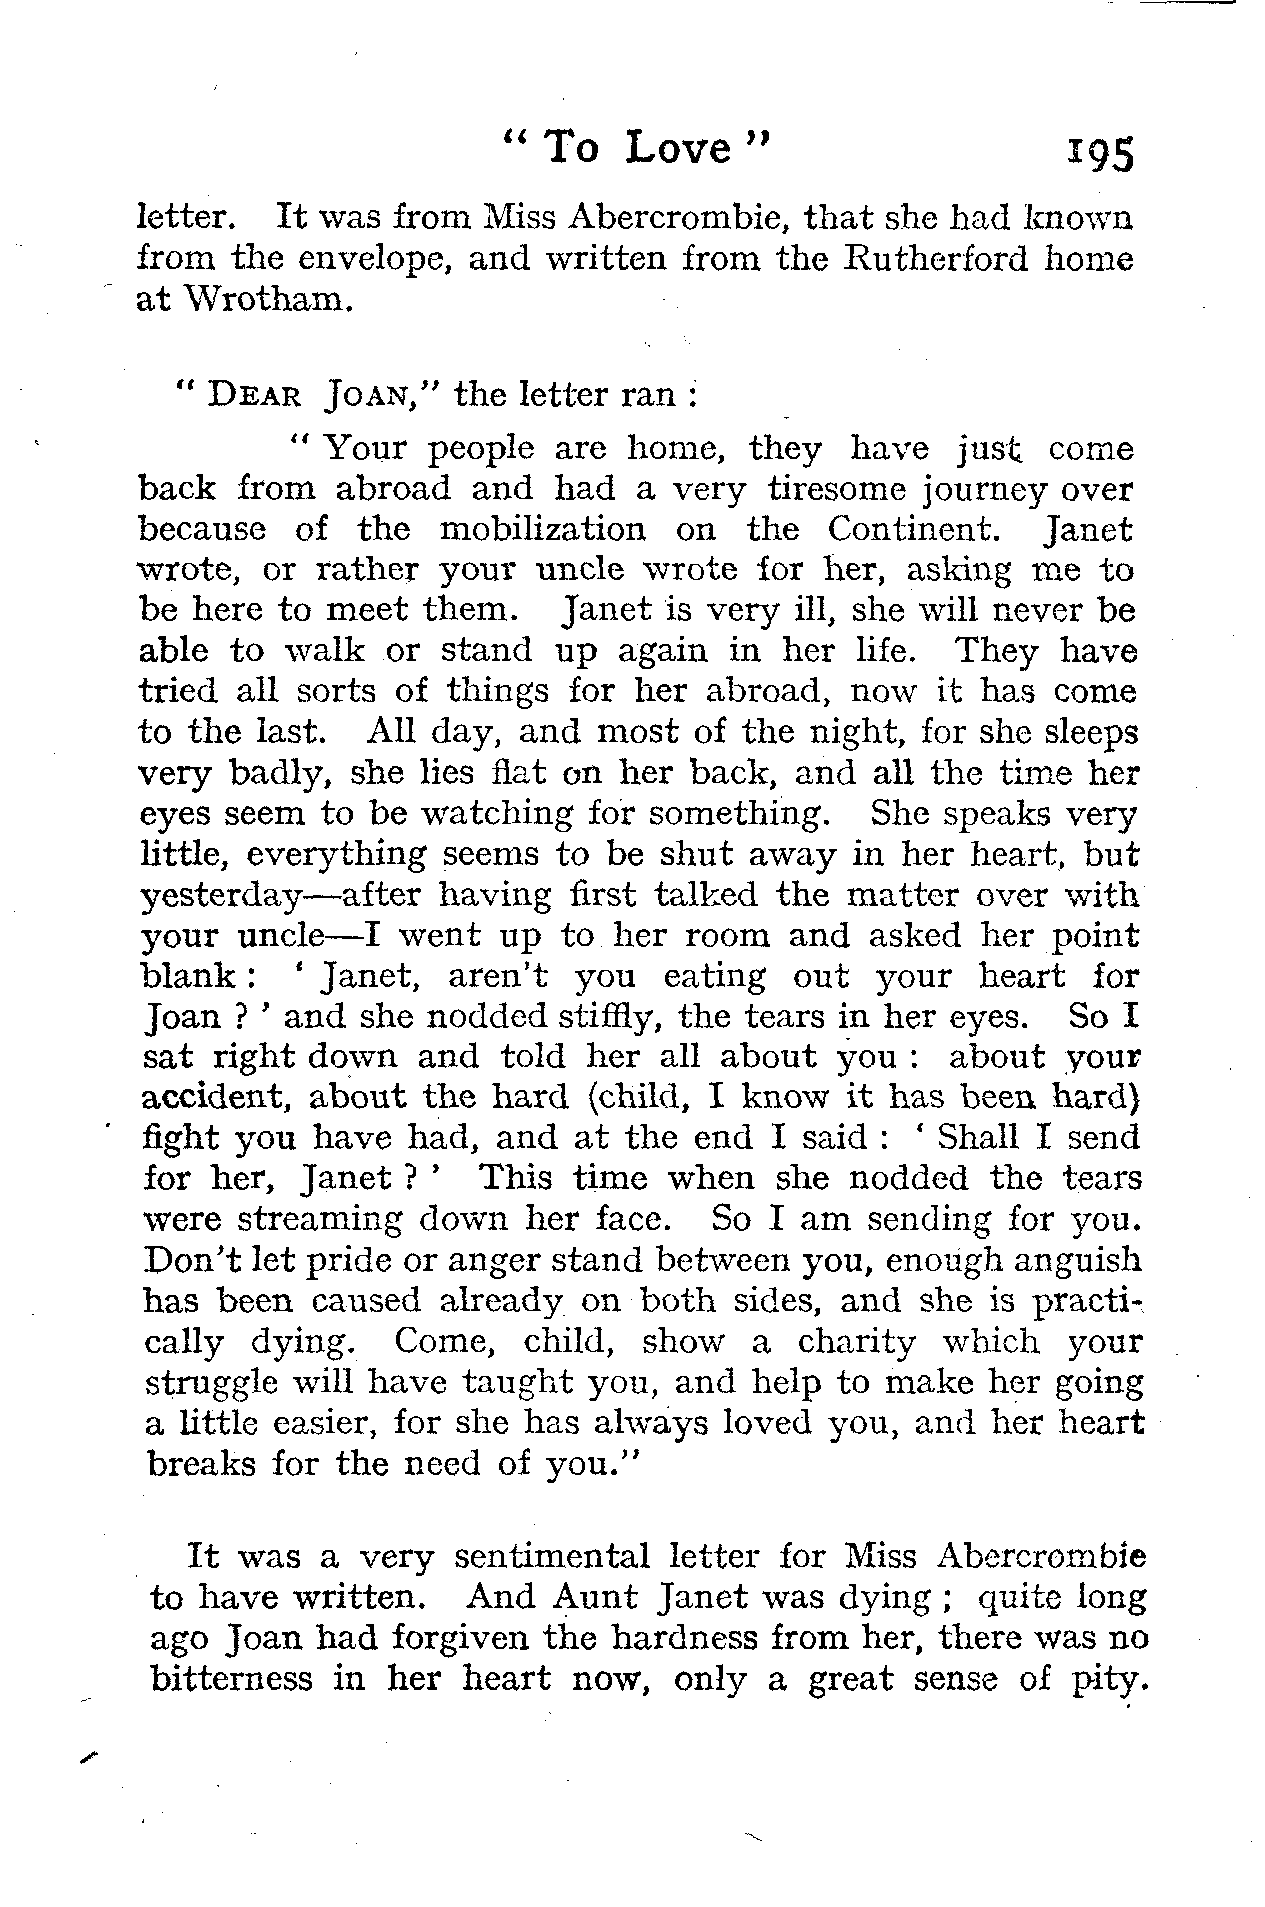 “ To Love ” 195
letter. It was from Miss Abercrombie, that she had known
from the envelope, and written from the Rutherford home
at Wrotham.
“ DEAR JOAN,” the letter ran :
“ Your people are home, they have just come
back from abroad and had a very tiresome journey over
because of the mobilization on the Continent. Janet
wrote, or rather your uncle wrote for her, asking me to
be here to meet them. Janet is very ill, she will never be
able to walk or stand up again in her life. They have
tried all sorts of things for her abroad, now it has come
to the last. All day, and most of the night, for she sleeps
very badly, she lies flat on her back, and all the time her
eyes seem to be watching for something. She speaks very
little, everything seems to be shut away in her heart, but
yesterday—after having first talked the matter over with
your uncle—I went up to her room and asked her point
blank : ‘ Janet, aren’t you eating out your heart for
Joan ? ’ and she nodded stiffly, the tears in her eyes. So I
sat right down and told her all about you : about your
accident, about the hard (child, I know it has been hard)
fight you have had, and at the end I said : ‘ Shall I send
for her, Janet ? ’ This time when she nodded the tears
were streaming down her face. So I am sending for you.
Don’t let pride or anger stand between you, enough anguish
has been caused already on both sides, and she is practi-
cally dying. Come, child, show a charity which your
struggle will have taught you, and help to make her going
a little easier, for she has always loved you, and her heart
breaks for the need of you.”
It was a very sentimental letter for Miss Abercrombie
to have written. And Aunt Janet was dying ; quite long
ago Joan had forgiven the hardness from her, there was no
bitterness in her heart now, only a great sense of pity.